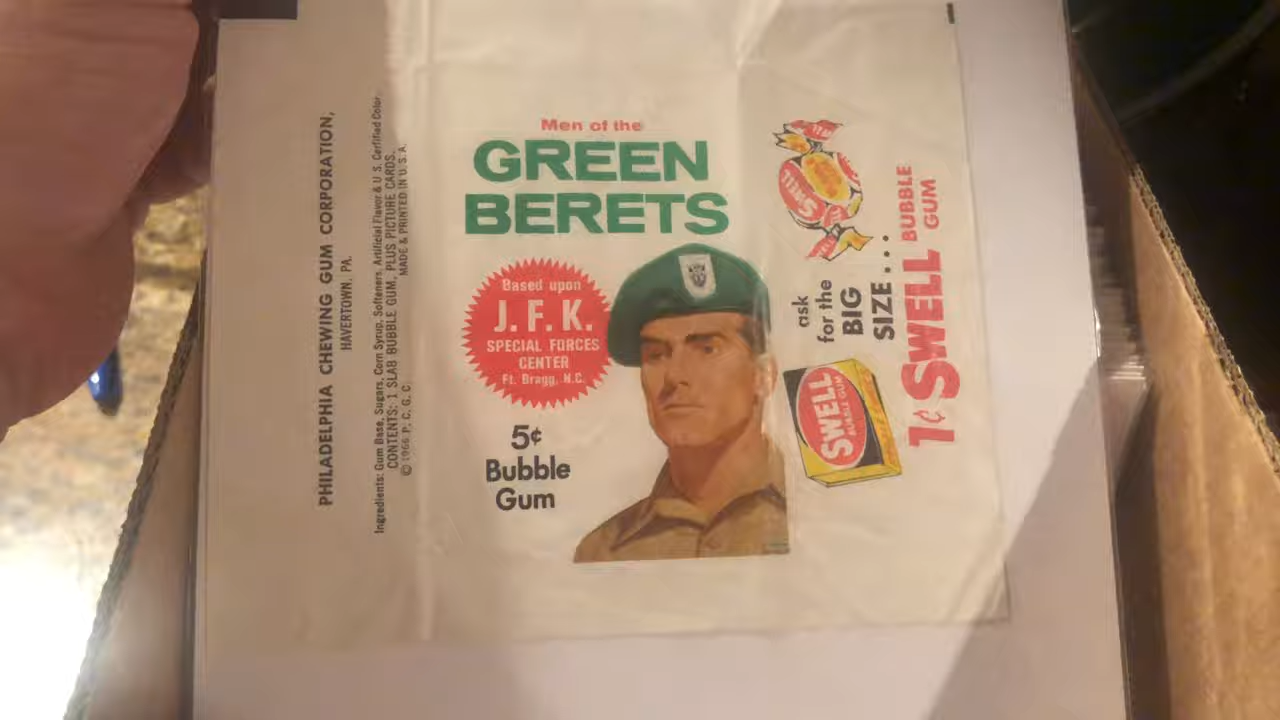 PHILADELPHIA CHEWING GUM CORPORATION,
HAVERTOWN, PA.
Ingredients: Gum Base, Sugars, Corn Syrup, Softeners, Artificial Flavor & U.S. Certified Color.
CONTENTS: 1 SLAB BUBBLE GUM, PLUS PICTURE CARDS.
© 1966 P. C. G. C. MADE & PRINTED IN U.S.A.
Men of the
GREEN
BERETS
Based upon
J.F.K.
SPECIAL FORCES
CENTER
Ft. Bragg, N.C.
5¢
Bubble
Gum
SWELL
ask
for the
BIG
SIZE...
SWELL
BUBBLE GUM
1¢ SWELL BUBBLE
GUM